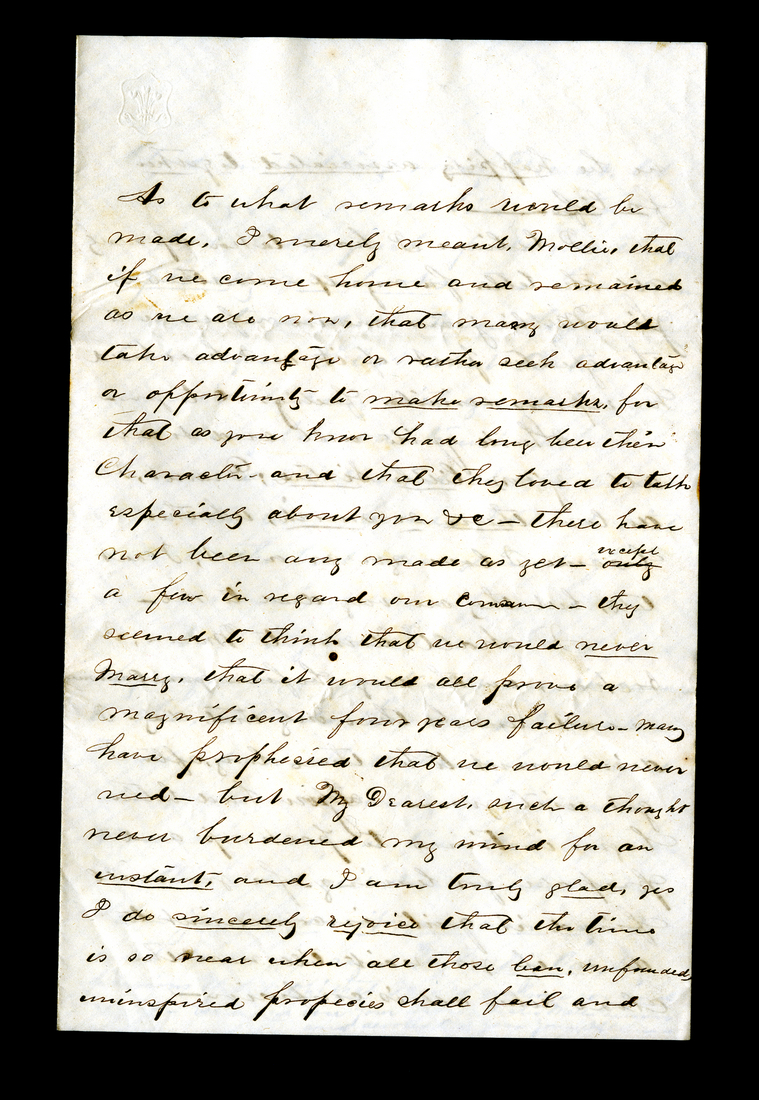 As to what remarks would be
made, I merely meant, Mollie, that
if we come home and remained
as we are now, that many would
take advantage or rather seek advantage
or opportunity to make remarks, for
that as you know had long been their
Character and that they loved to talk
especially about you &c – there have
not been any made as yet – except
only
a few in regard our – they
seemed to think that we would never
Marry, that it would all prove a
magnificent four years failure – many
have prophesied that we would never
wed – but My Dearest, such a thought
never burdened my mind for an
instant, and I am truly glad, yes
I do sincerely rejoice that the time
is so near when all those , unfounded,
uninspired propecies shall fail and